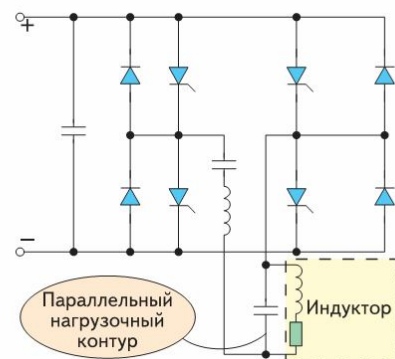 +
−
Параллельный
нагрузочный
контур
Индуктор